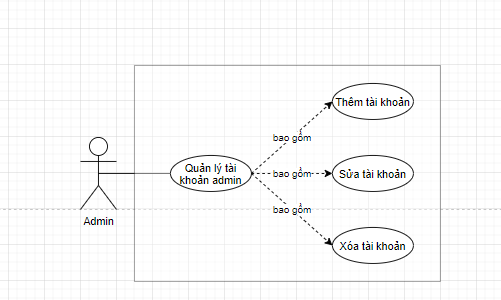 Thêm tài khoản
bao gồm
Quản lý tài
khoản admin
bao gồm
Sửa tài khoản
bao gồm
Admin
Xóa tài khoản